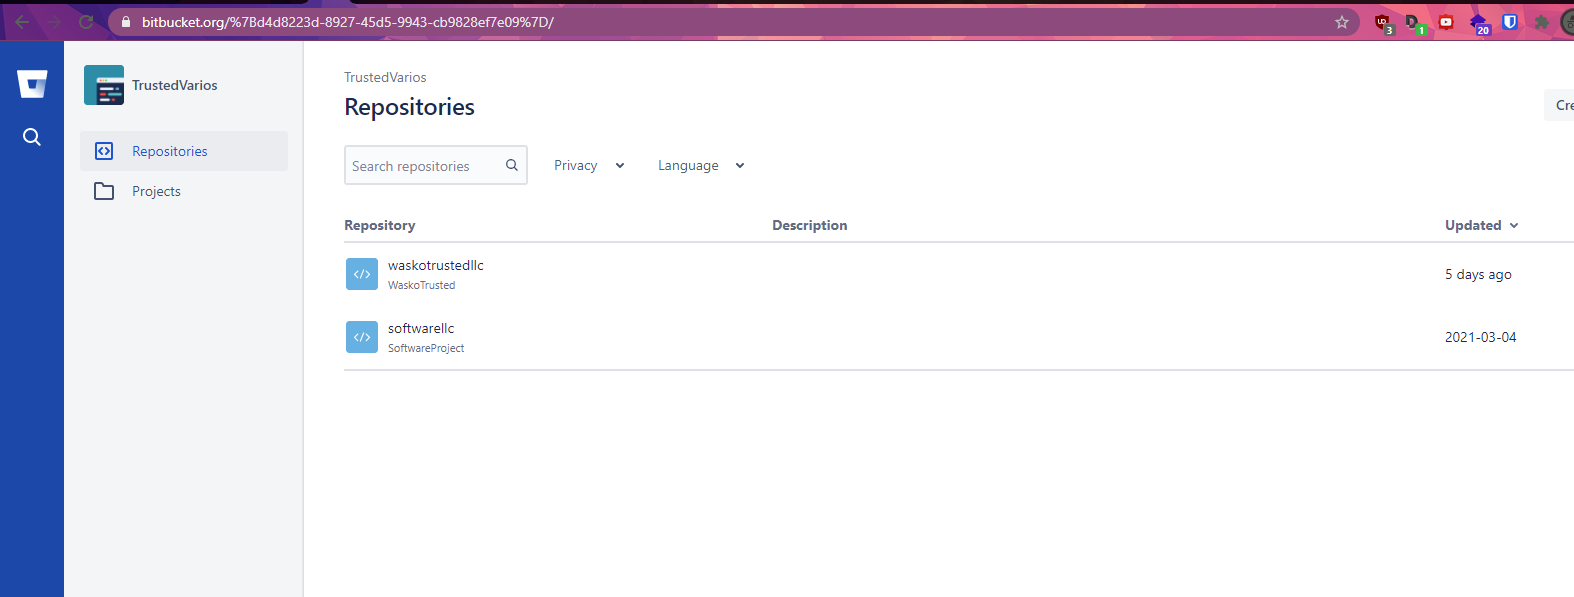 bitbucket.org/%7Bd4d8223d-8927-45d5-9943-cb9828ef7e09%7D/
3
1
20
TrustedVarios
Repositories
Projects
TrustedVarios
Repositories
Cre
Search repositories
Privacy
Language
Repository Description Updated
waskotrustedllc
WaskoTrusted
5 days ago
softwarellc
SoftwareProject
2021-03-04